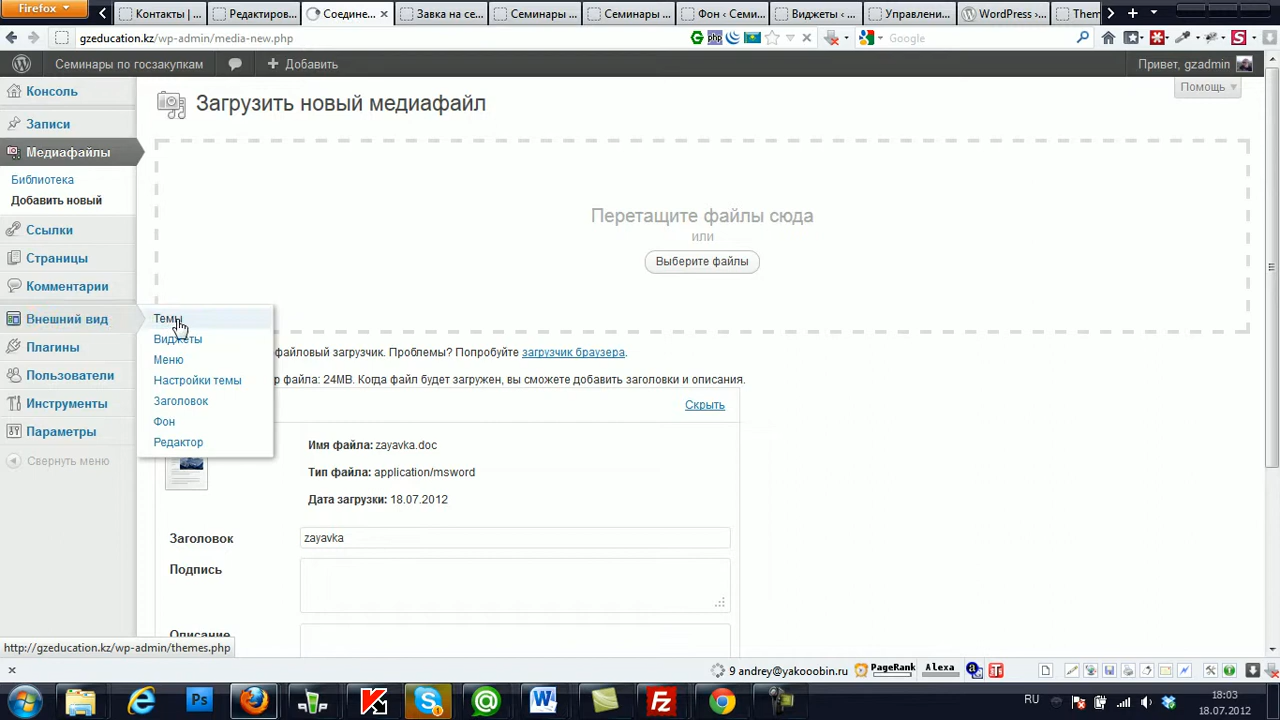 Firefox
Контакты | ...
Редактиров...
Соедине...
Завка на се...
Семинары ...
Семинары ...
Фон ‹ Семи...
Виджеты ‹ ...
Управлени...
WordPress ›...
Them
gzeducation.kz/wp-admin/media-new.php
php
Google
Семинары по госзакупкам
Добавить
Привет, gzadmin
Консоль
Загрузить новый медиафайл
Помощь
Записи
Медиафайлы
Библиотека
Добавить новый
Перетащите файлы сюда
или
Выберите файлы
Ссылки
Страницы
Комментарии
Внешний вид
Темы
Виджеты
Меню
Настройки темы
Заголовок
Фон
Редактор
Плагины
Пользователи
Инструменты
Параметры
Свернуть меню
файловый загрузчик. Проблемы? Попробуйте загрузчик браузера.
р файла: 24MB. Когда файл будет загружен, вы сможете добавить заголовки и описания.
Скрыть
Имя файла: zayavka.doc
Тип файла: application/msword
Дата загрузки: 18.07.2012
Заголовок
zayavka
Подпись
Описание
http://gzeducation.kz/wp-admin/themes.php
9 andrey@yakooobin.ru
PageRank
Alexa
RU
18:03
18.07.2012